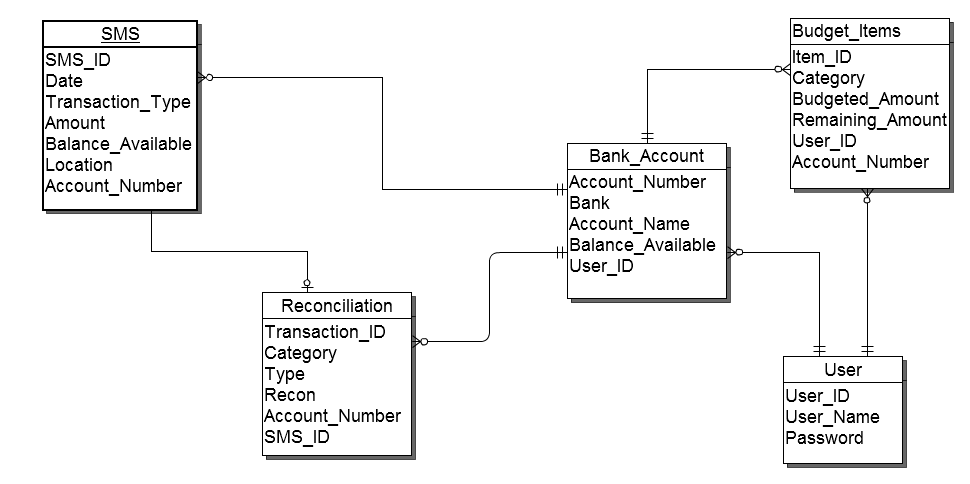 SMS
SMS_ID
Date
Transaction_Type
Amount
Balance_Available
Location
Account_Number
Budget_Items
Item_ID
Category
Budgeted_Amount
Remaining_Amount
User_ID
Account_Number
Bank_Account
Account_Number
Bank
Account_Name
Balance_Available
User_ID
Reconciliation
Transaction_ID
Category
Type
Recon
Account_Number
SMS_ID
User
User_ID
User_Name
Password